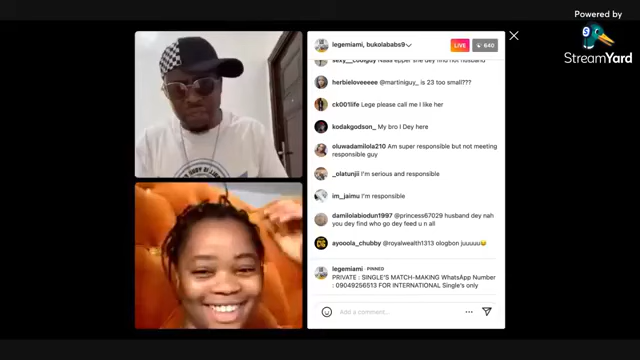 Powered by
StreamYard
legemiami, bukolababs9
LIVE
640
sexy__coolguy Naaa epper she dey find not husband
herbieloveeeee @martiniguy_ is 23 too small???
ck001life Lege please call me I like her
kodakgodson_ My bro I Dey here
oluwadamilola210 Am super responsible but not meeting
responsible guy
_olatunjii I'm serious and responsible
im_jaimu I'm responsible
damilolabiodun1997 @princess67029 husband dey nah
you dey find who go dey feed u n all
ayooola_chubby @royalwealth1313 ologbon juuuuu😂
legemiami PINNED
PRIVATE : SINGLE'S MATCH-MAKING WhatsApp Number
: 09049256513 FOR INTERNATIONAL Single's only
Add a comment...